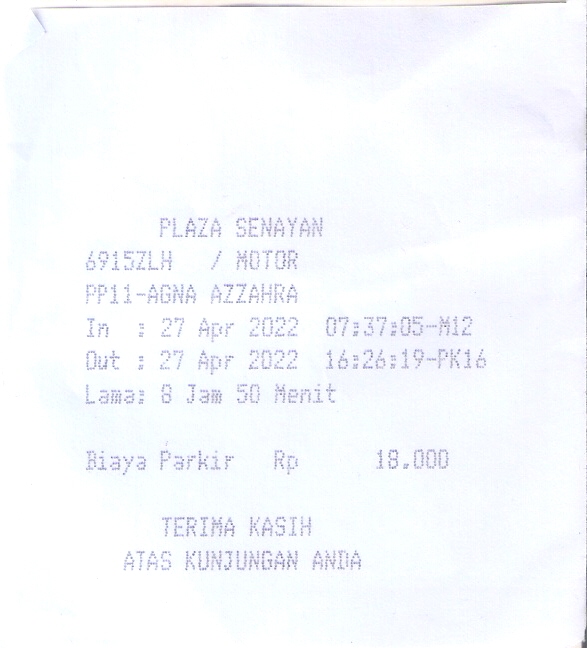 PLAZA SENAYAN
6915ZLH / MOTOR
PP11-AGNA AZZAHRA
In : 27 Apr 2022 07:37:05-M12
Out : 27 Apr 2022 16:26:19-PK16
Lama: 8 Jam 50 Menit
Biaya Parkir Rp 18.000
TERIMA KASIH
ATAS KUNJUNGAN ANDA